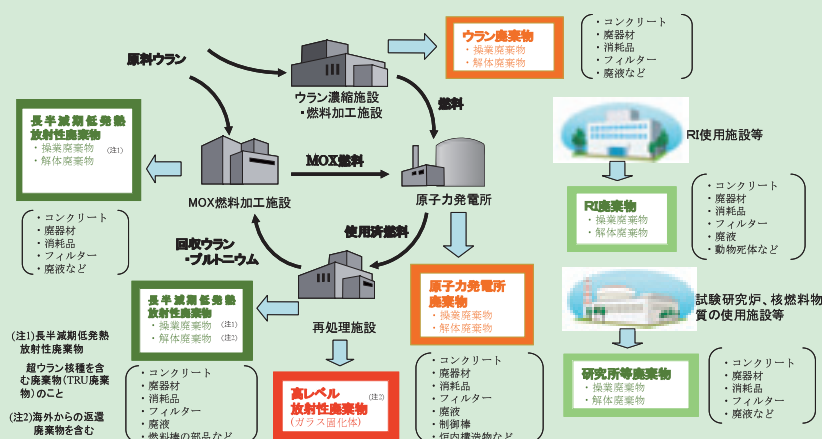 原料ウラン
ウラン濃縮施設
・燃料加工施設
ウラン廃棄物
・操業廃棄物
・解体廃棄物
・コンクリート
・廃器材
・消耗品
・フィルター
・廃液など
燃料
長半減期低発熱
放射性廃棄物
・操業廃棄物 (注1)
・解体廃棄物
・コンクリート
・廃器材
・消耗品
・フィルター
・廃液など
MOX燃料加工施設
MOX燃料
原子力発電所
使用済燃料
回収ウラン
・プルトニウム
再処理施設
長半減期低発熱
放射性廃棄物
・操業廃棄物 (注1)
・解体廃棄物 (注2)
・コンクリート
・廃器材
・消耗品
・フィルター
・廃液
・燃料棒の部品など
高レベル
放射性廃棄物 (注2)
(ガラス固化体)
原子力発電所
廃棄物
・操業廃棄物
・解体廃棄物
・コンクリート
・廃器材
・消耗品
・フィルター
・廃液
・制御棒
・炉内構造物など
RI使用施設等
RI廃棄物
・操業廃棄物
・解体廃棄物
・コンクリート
・廃器材
・消耗品
・フィルター
・廃液
・動物死体など
試験研究炉、核燃料物
質の使用施設等
研究所等廃棄物
・操業廃棄物
・解体廃棄物
・コンクリート
・廃器材
・消耗品
・フィルター
・廃液など
(注1)長半減期低発熱
放射性廃棄物
超ウラン核種を含
む廃棄物(TRU廃棄
物)のこと
(注2)海外からの返還
廃棄物を含む